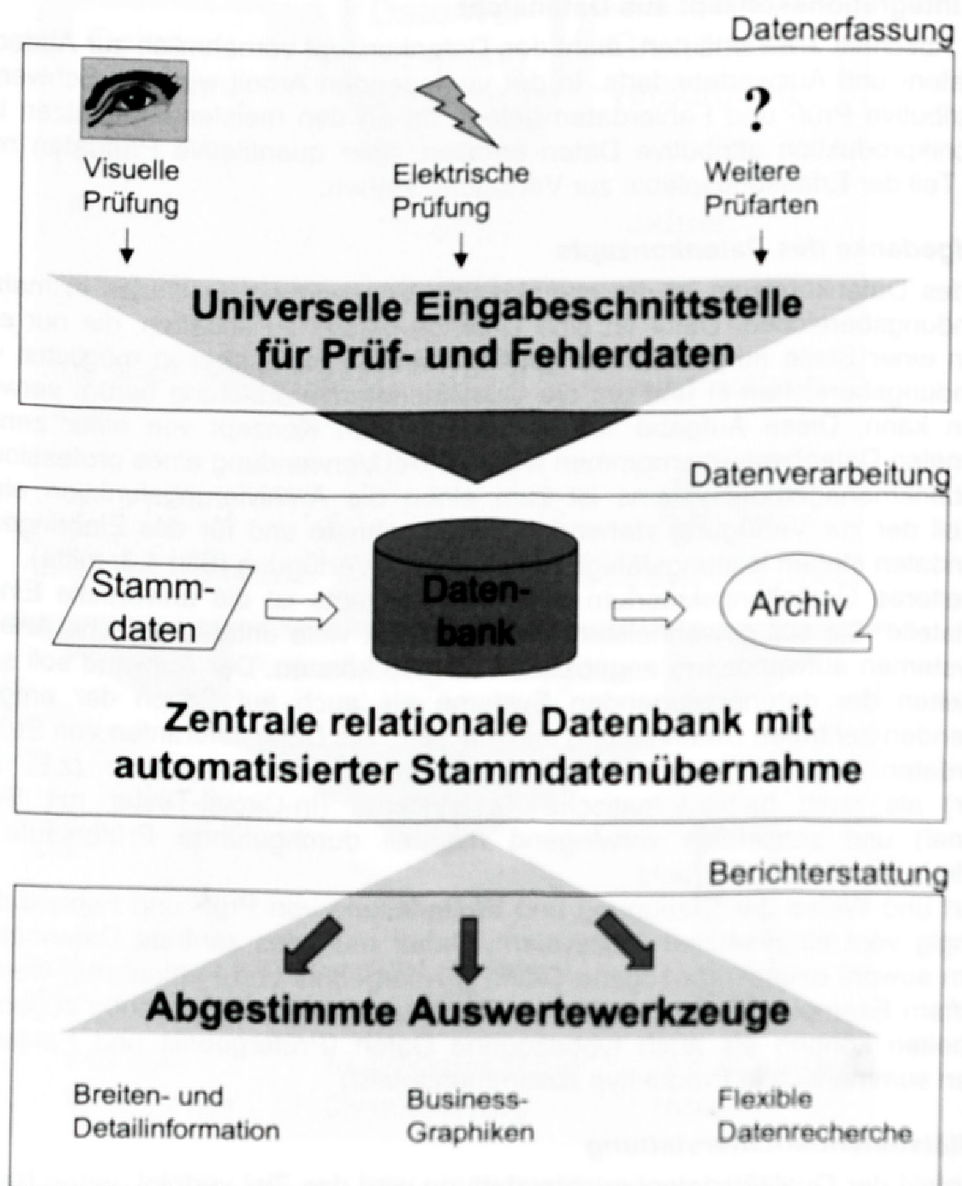 Datenerfassung
Visuelle
Prüfung
Elektrische
Prüfung
?
Weitere
Prüfarten
Universelle Eingabeschnittstelle
für Prüf- und Fehlerdaten
Datenverarbeitung
Stamm-
daten
Daten-
bank
Archiv
Zentrale relationale Datenbank mit
automatisierter Stammdatenübernahme
Berichterstattung
Abgestimmte Auswertewerkzeuge
Breiten- und
Detailinformation
Business-
Graphiken
Flexible
Datenrecherche